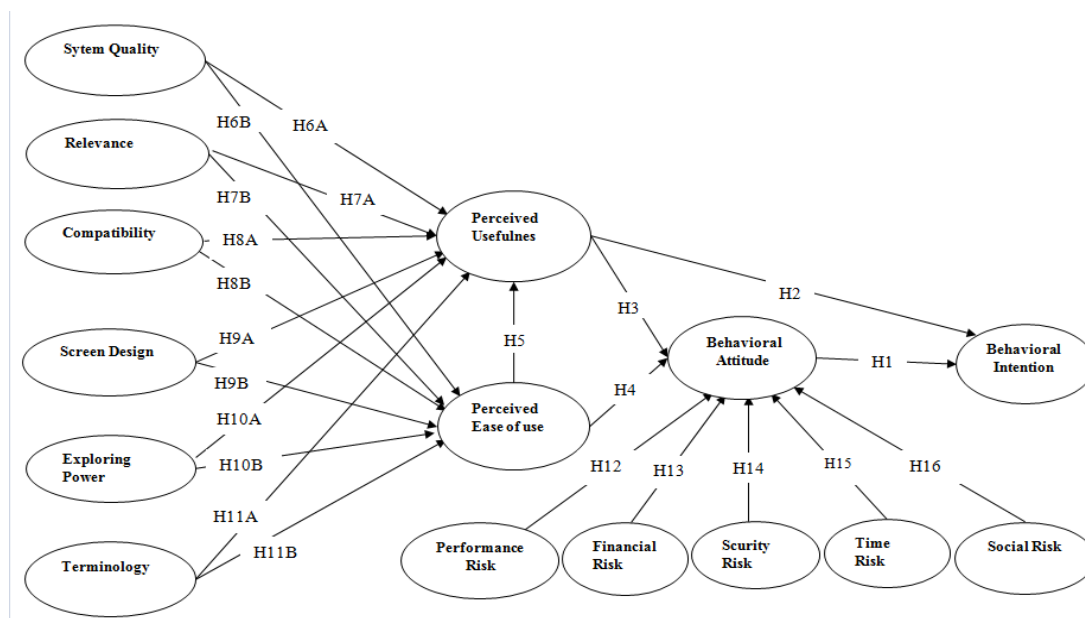 Sytem Quality
H6B
H6A
Relevance
H7B
H7A
Perceived
Usefulnes
Compatibility
H8A
H8B
H2
H3
H9A
H5
Screen Design
Behavioral
Attitude
H1
Behavioral
Intention
H9B
H4
Perceived
Ease of use
H10A
Exploring
Power
H10B
H12
H13
H14
H15
H16
H11A
H11B
Terminology
Performance
Risk
Financial
Risk
Scurity
Risk
Time
Risk
Social Risk